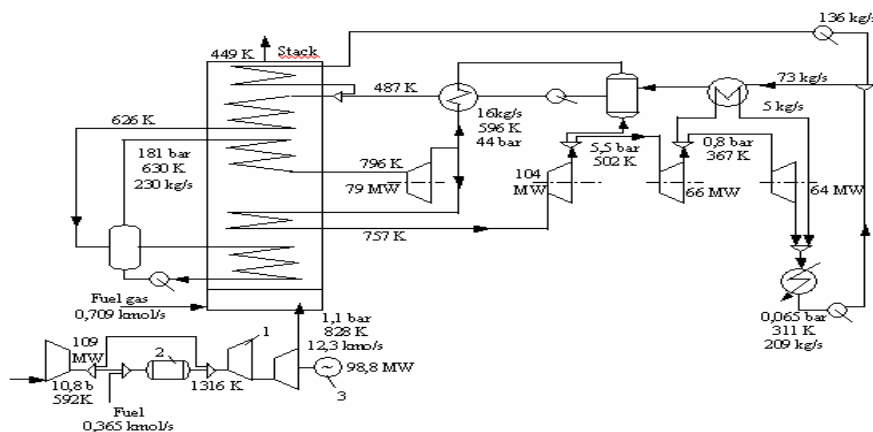 136 kg/s
449 K
Stack
487 K
73 kg/s
16kg/s
596 K
44 bar
5 kg/s
626 K
181 bar
630 K
230 kg/s
796 K
79 MW
104
MW
5,5 bar
502 K
0,8 bar
367 K
66 MW
64 MW
757 K
Fuel gas
0,709 kmol/s
1,1 bar
828 K
12,3 kmo/s
0,065 bar
311 K
209 kg/s
109
MW
1
2
10,8 b
592K
1316 K
98,8 MW
3
Fuel
0,365 kmol/s